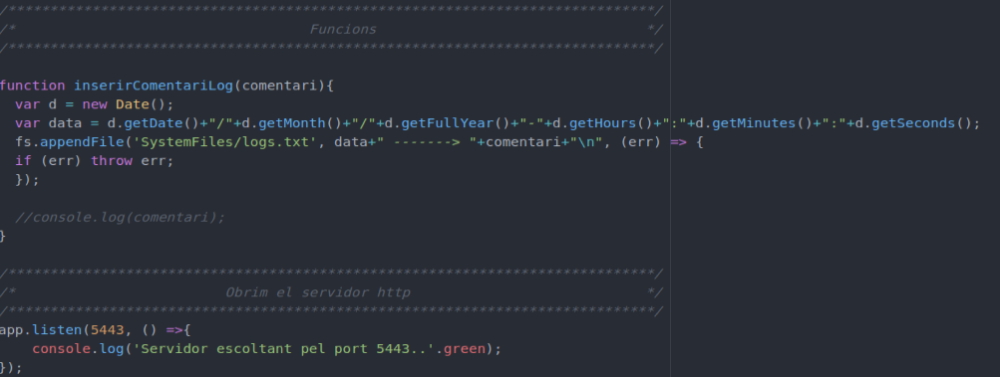 /*****************************************************************************/
/*                                   Funcions                                */
/*****************************************************************************/
function inserirComentariLog(comentari){
  var d = new Date();
  var data = d.getDate()+"/"+d.getMonth()+"/"+d.getFullYear()+"-"+d.getHours()+":"+d.getMinutes()+":"+d.getSeconds();
  fs.appendFile('SystemFiles/logs.txt', data+" -------> "+comentari+"\n", (err) => {
  if (err) throw err;
  });
  //console.log(comentari);
}
/*****************************************************************************/
/*                         Obrim el servidor http                            */
/*****************************************************************************/
app.listen(5443, () =>{
    console.log('Servidor escoltant pel port 5443..'.green);
});